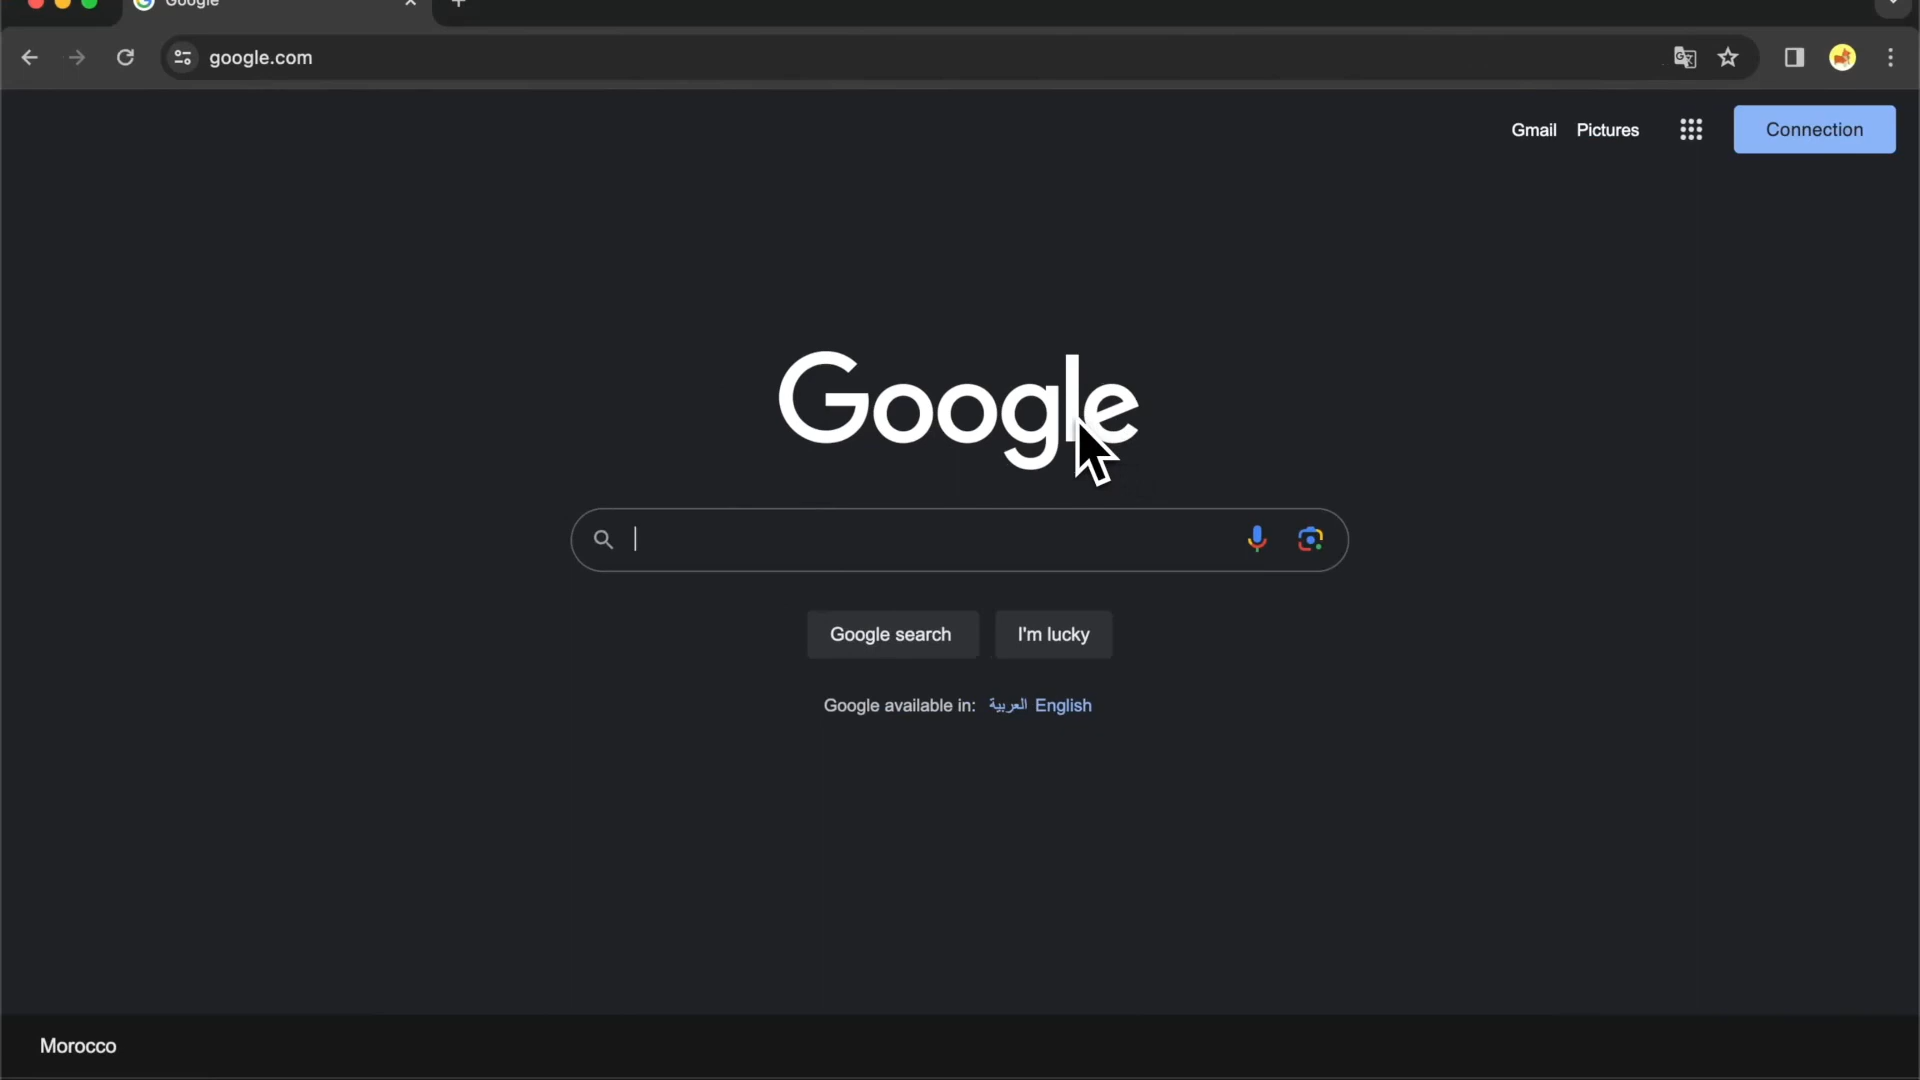 Google
google.com
Gmail Pictures
Connection
Google
Google search
I'm lucky
Google available in: العربية English
Morocco